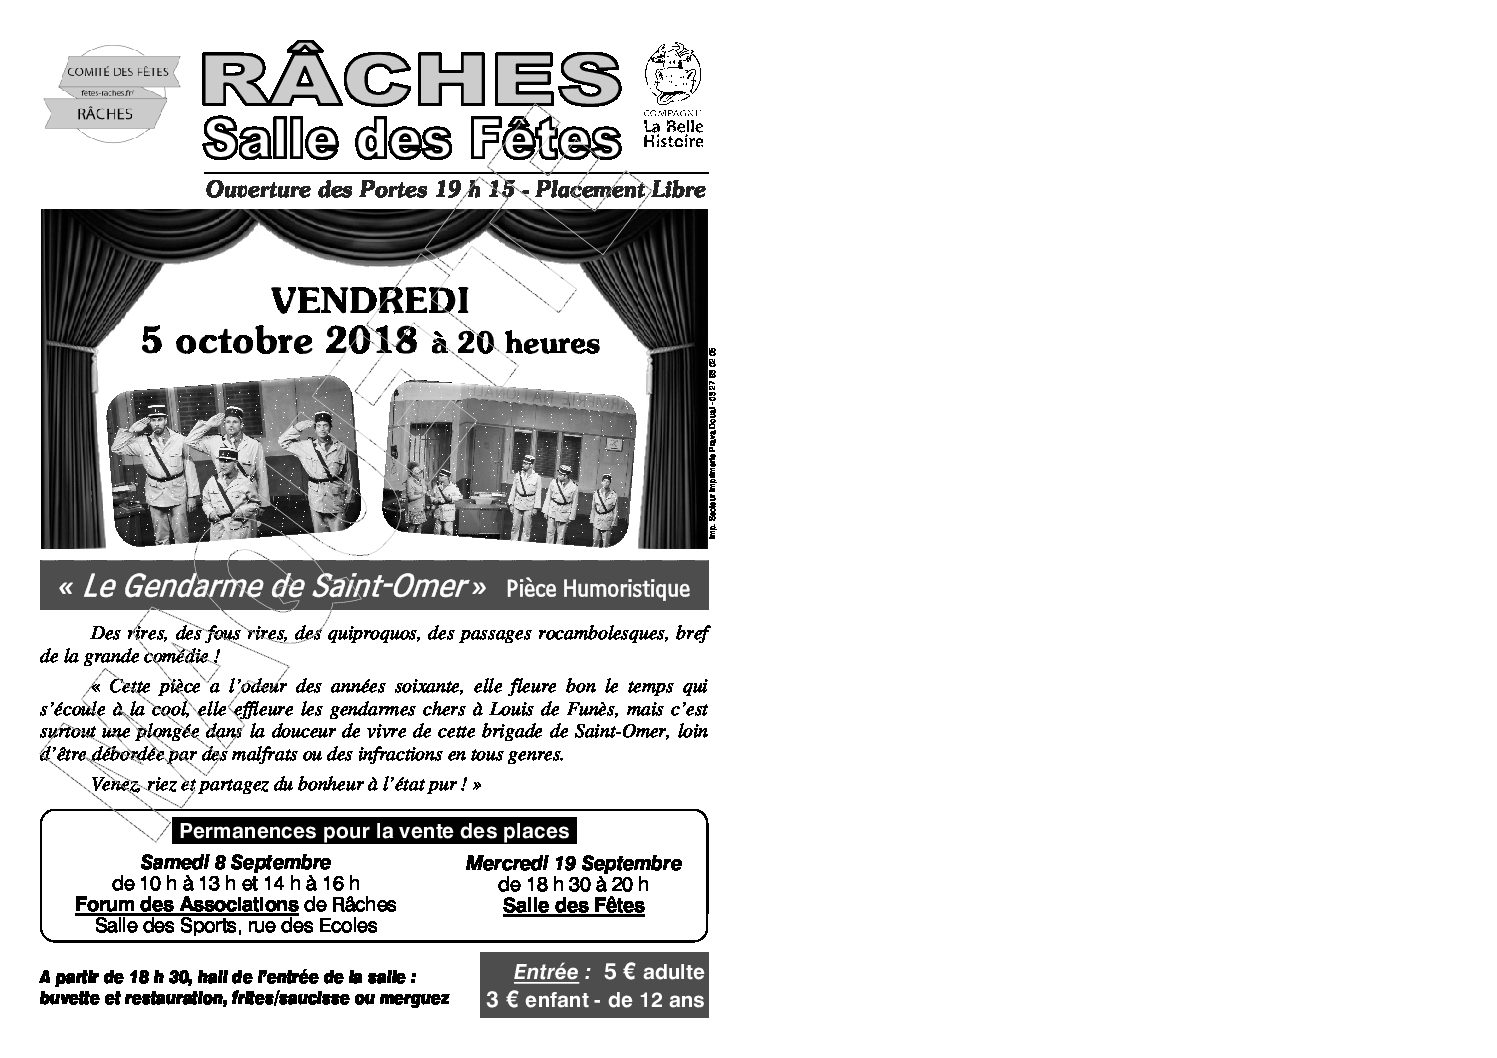 COMITÉ DES FÊTES
fetes-raches.fr/
RÂCHES
RÂCHES
Salle des Fêtes
COMPAGNIE
La Belle
Histoire
Ouverture des Portes 19 h 15 - Placement Libre
VENDREDI
5 octobre 2018 à 20 heures
Imp. Secteur Imprimerie Prava Douai - 03 27 88 02 05
« Le Gendarme de Saint-Omer » Pièce Humoristique
Des rires, des fous rires, des quiproquos, des passages rocambolesques, bref
de la grande comédie !
« Cette pièce a l’odeur des années soixante, elle fleure bon le temps qui
s’écoule à la cool, elle effleure les gendarmes chers à Louis de Funès, mais c’est
surtout une plongée dans la douceur de vivre de cette brigade de Saint-Omer, loin
d’être débordée par des malfrats ou des infractions en tous genres.
Venez, riez et partagez du bonheur à l’état pur ! »
MAQUETTE
Permanences pour la vente des places
Samedi 8 Septembre
de 10 h à 13 h et 14 h à 16 h
Forum des Associations de Râches
Salle des Sports, rue des Ecoles
Mercredi 19 Septembre
de 18 h 30 à 20 h
Salle des Fêtes
A partir de 18 h 30, hall de l’entrée de la salle :
buvette et restauration, frites/saucisse ou merguez
Entrée : 5 € adulte
3 € enfant - de 12 ans